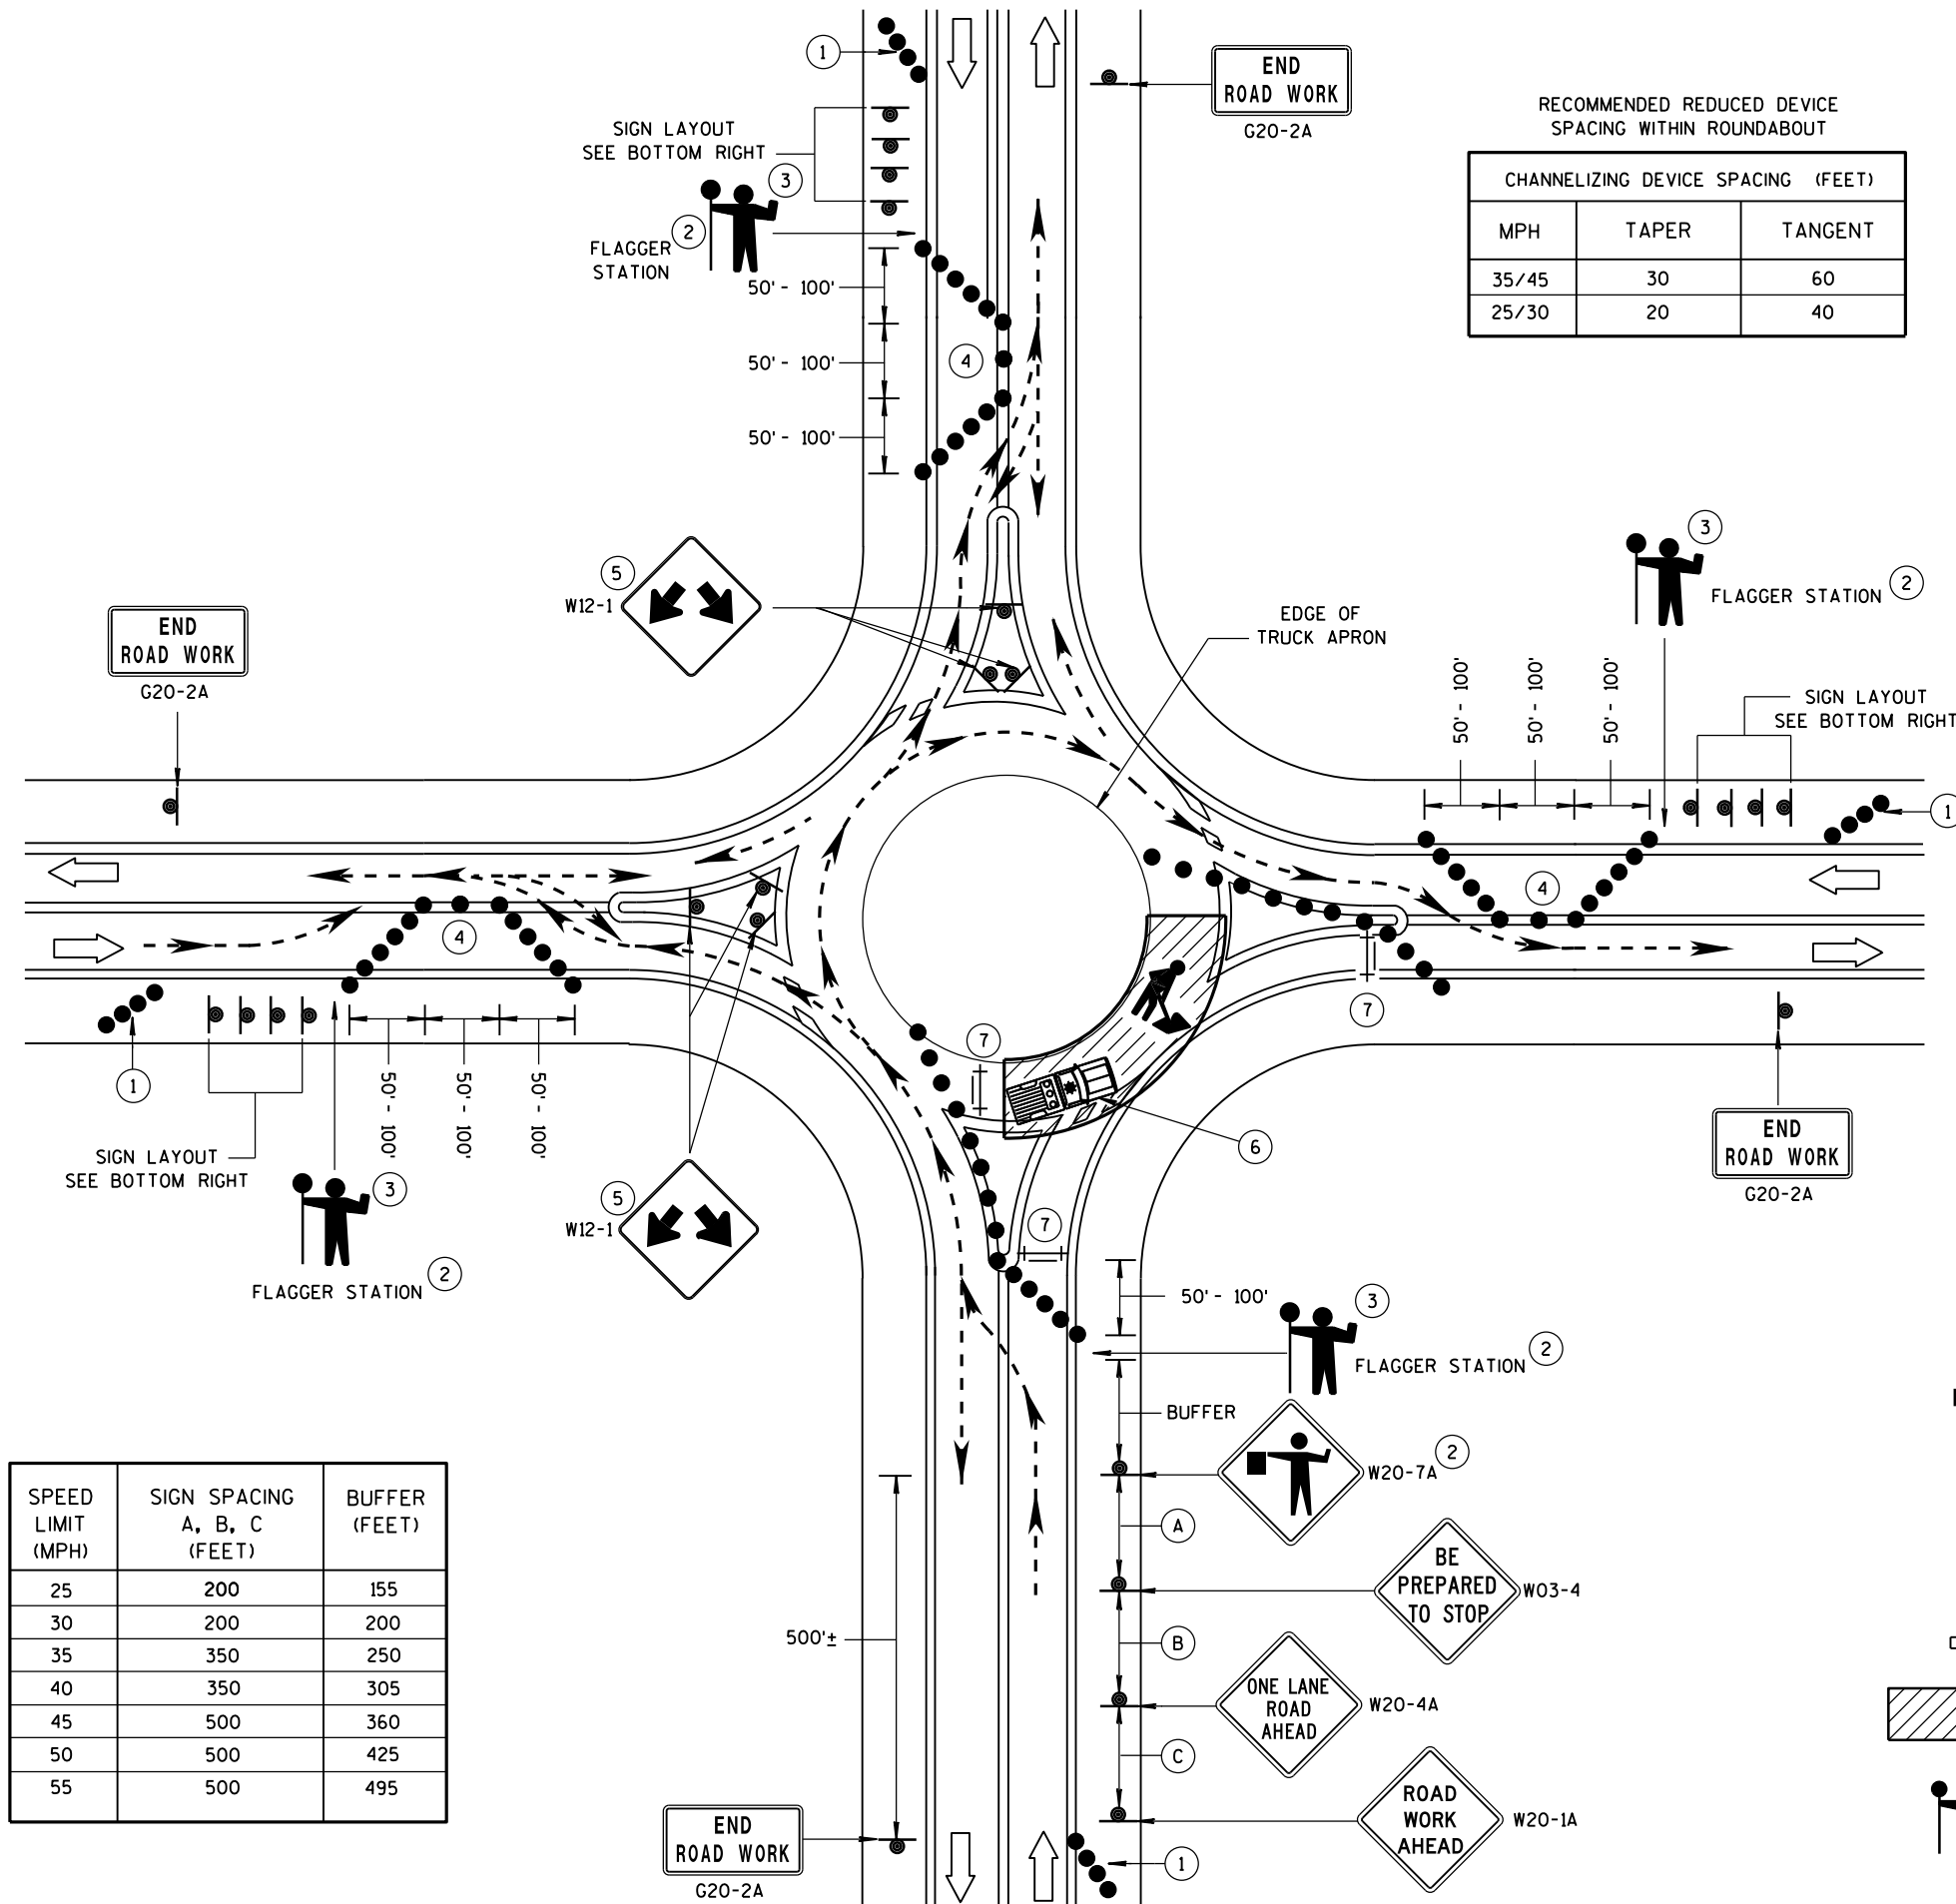 1
END
ROAD WORK
G20-2A
RECOMMENDED REDUCED DEVICE
SPACING WITHIN ROUNDABOUT
CHANNELIZING DEVICE SPACING (FEET)
MPH TAPER TANGENT
35/45 30 60
25/30 20 40
SIGN LAYOUT
SEE BOTTOM RIGHT
3
2
FLAGGER
STATION
50' - 100'
50' - 100'
50' - 100'
4
5
W12-1
END
ROAD WORK
G20-2A
EDGE OF
TRUCK APRON
3
FLAGGER STATION 2
50' - 100'
50' - 100'
50' - 100'
SIGN LAYOUT
SEE BOTTOM RIGHT
1
4
4
1
SIGN LAYOUT
SEE BOTTOM RIGHT
50' - 100'
50' - 100'
50' - 100'
3
FLAGGER STATION 2
5
W12-1
7
7
6
END
ROAD WORK
G20-2A
7
50' - 100'
3
FLAGGER STATION 2
BUFFER
W20-7A 2
A
BE
PREPARED
TO STOP
W03-4
B
ONE LANE
ROAD
AHEAD
W20-4A
C
ROAD
WORK
AHEAD
W20-1A
1
500'±
END
ROAD WORK
G20-2A
SPEED
LIMIT
(MPH)
SIGN SPACING
A, B, C
(FEET)
BUFFER
(FEET)
25 200 155
30 200 200
35 350 250
40 350 305
45 500 360
50 500 425
55 500 495